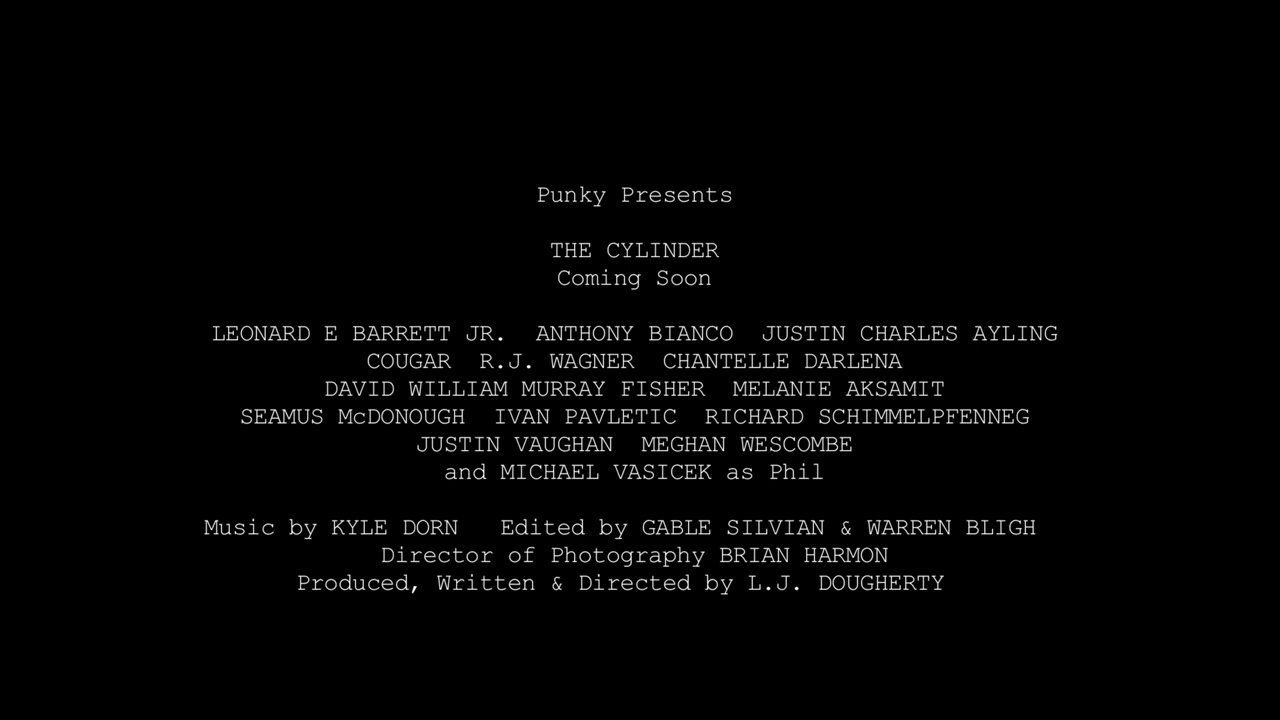 Punky Presents
THE CYLINDER
Coming Soon
LEONARD E BARRETT JR.  ANTHONY BIANCO  JUSTIN CHARLES AYLING
COUGAR  R.J. WAGNER  CHANTELLE DARLENA
DAVID WILLIAM MURRAY FISHER  MELANIE AKSAMIT
SEAMUS McDONOUGH  IVAN PAVLETIC  RICHARD SCHIMMELPFENNEG
JUSTIN VAUGHAN  MEGHAN WESCOMBE
and MICHAEL VASICEK as Phil
Music by KYLE DORN   Edited by GABLE SILVIAN & WARREN BLIGH
Director of Photography BRIAN HARMON
Produced, Written & Directed by L.J. DOUGHERTY